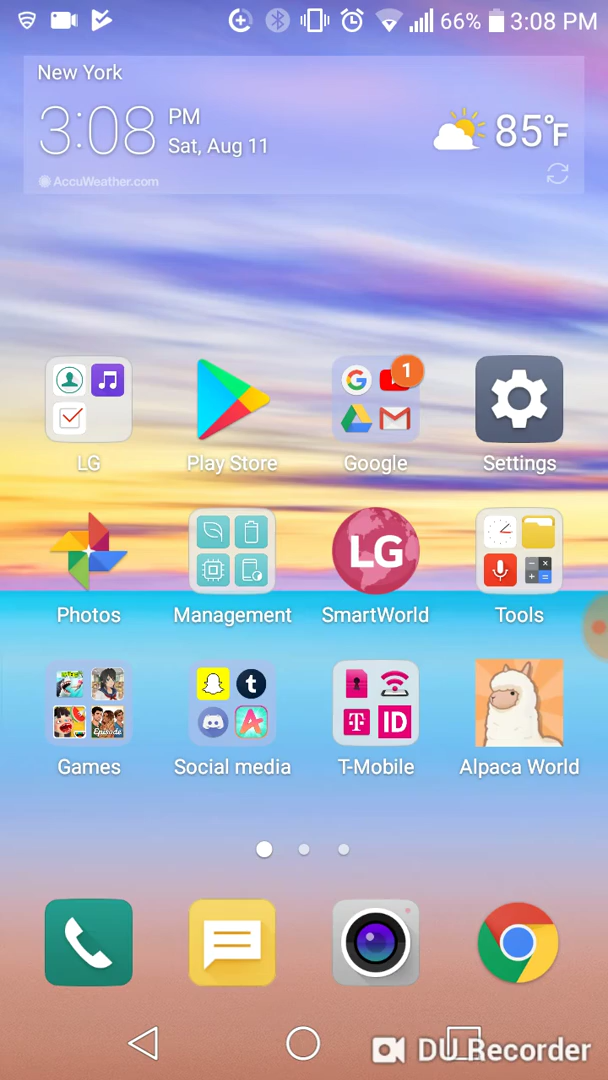 66% 3:08 PM
New York
3:08 PM
Sat, Aug 11
85°F
AccuWeather.com
1
LG
Play Store
Google
Settings
LG
Photos
Management
SmartWorld
Tools
Episode
T ID
Games
Social media
T-Mobile
Alpaca World
DU Recorder